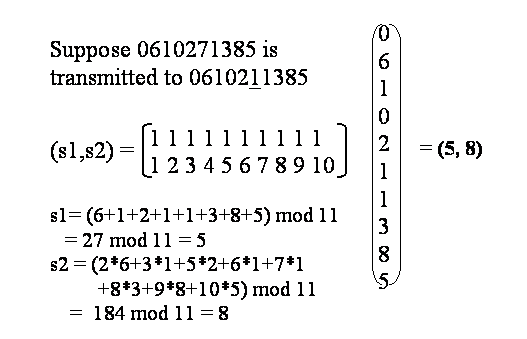 Suppose 0610271385 is
transmitted to 0610211385
(s1,s2) =
1 1 1 1 1 1 1 1 1 1
1 2 3 4 5 6 7 8 9 10
0
6
1
0
2
1
1
3
8
5
= (5, 8)
s1= (6+1+2+1+1+3+8+5) mod 11
= 27 mod 11 = 5
s2 = (2*6+3*1+5*2+6*1+7*1
+8*3+9*8+10*5) mod 11
= 184 mod 11 = 8